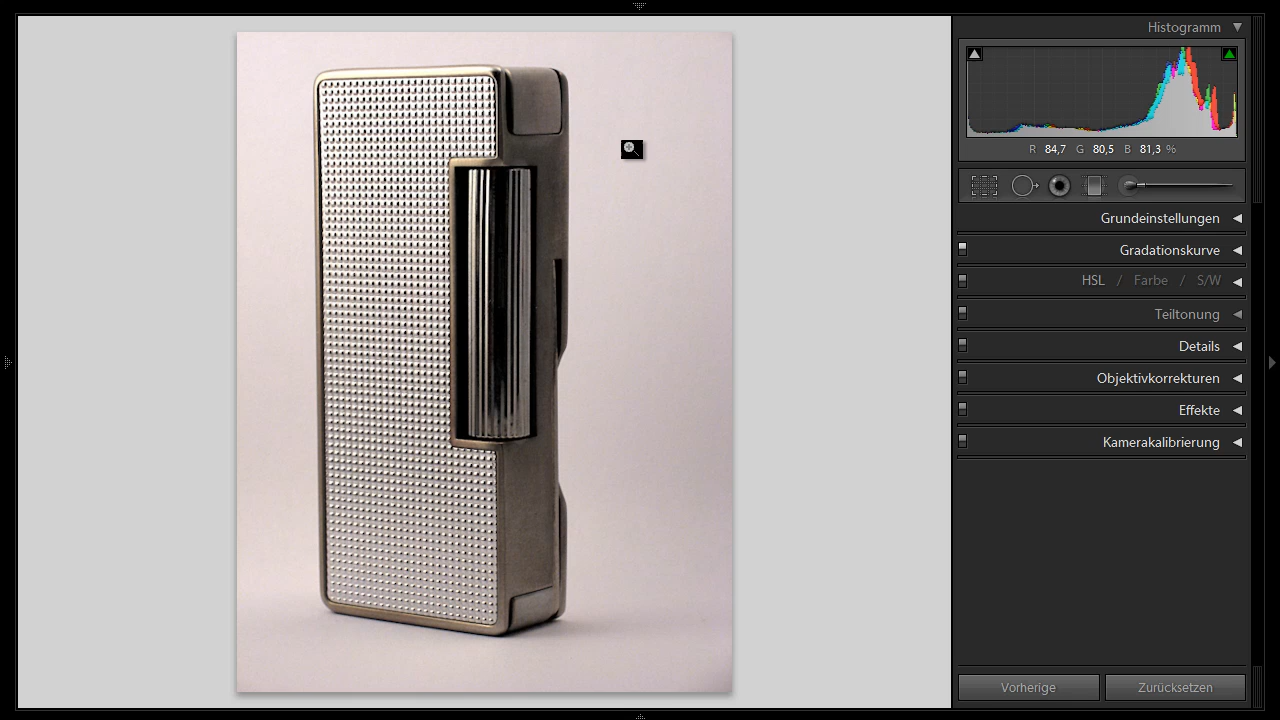 Histogramm
R 84,7 G 80,5 B 81,3 %
Grundeinstellungen
Gradationskurve
HSL / Farbe / S/W
Teiltonung
Details
Objektivkorrekturen
Effekte
Kamerakalibrierung
Vorherige Zurücksetzen